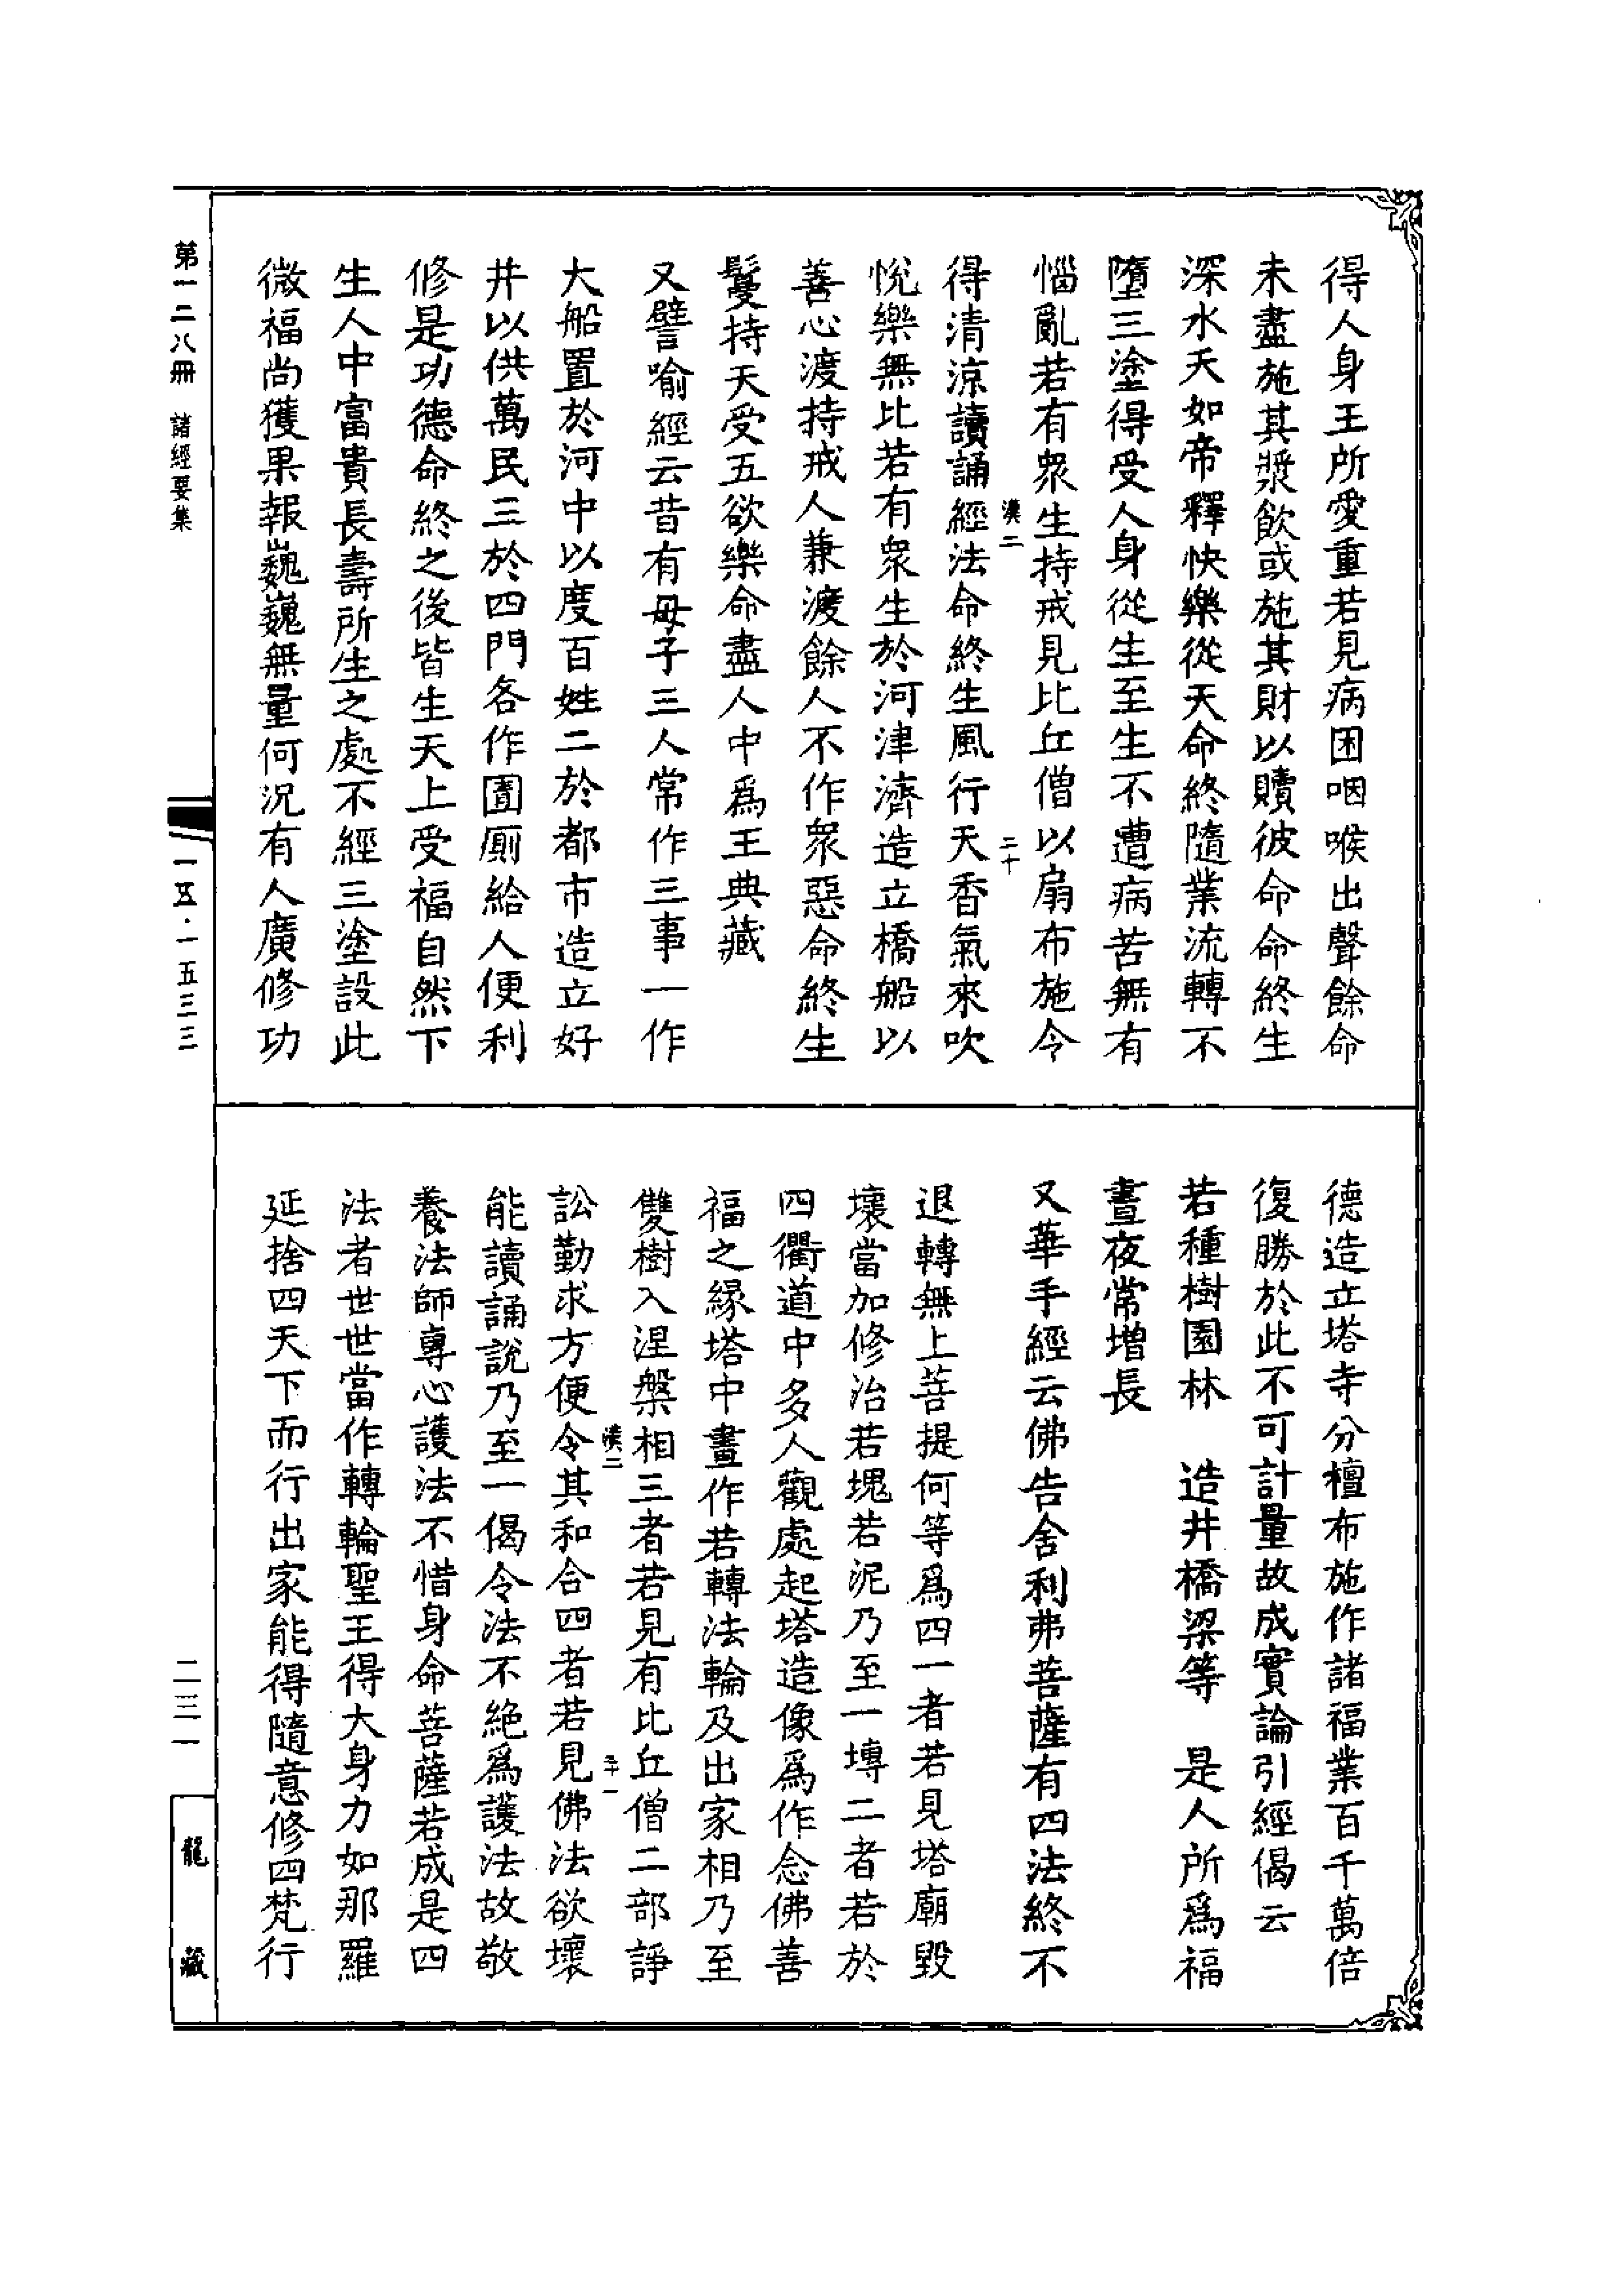 得人身王所愛重若見病困咽喉出聲餘命
未盡施其漿飲或施其財以贖彼命命終生
深水天如帝釋快樂從天命終隨業流轉不
墮三塗得受人身從生至生不遭病苦無有
惱亂若有眾生持戒見比丘僧以扇布施令
漢二 二十
得清涼讀誦經法命終生風行天香氣來吹
悅樂無比若有眾生於河津濟造立橋船以
善心渡持戒人兼渡餘人不作眾惡命終生
鬘持天受五欲樂命盡人中爲王典藏
又譬喻經云昔有母子三人常作三事一作
大船置於河中以度百姓二於都市造立好
井以供萬民三於四門各作圊廁給人便利
修是功德命終之後皆生天上受福自然下
生人中富貴長壽所生之處不經三塗設此
微福尚獲果報巍巍無量何況有人廣修功
德造立塔寺分檀布施作諸福業百千萬倍
復勝於此不可計量故成實論引經偈云
若種樹園林 造井橋梁等 是人所爲福
晝夜常增長
又華手經云佛告舍利弗菩薩有四法終不
退轉無上菩提何等爲四一者若見塔廟毀
壞當加修治若塊若泥乃至一塼二者若於
四衢道中多人觀處起塔造像爲作念佛善
福之緣塔中畫作若轉法輪及出家相乃至
雙樹入涅槃相三者若見有比丘僧二部諍
漢二 二十一
訟勤求方便令其和合四者若見佛法欲壞
能讀誦說乃至一偈令法不絕爲護法故敬
養法師專心護法不惜身命菩薩若成是四
法者世世當作轉輪聖王得大身力如那羅
延捨四天下而行出家能得隨意修四梵行
第一二八冊 諸經要集
一五·一五三三
二三一
龍藏